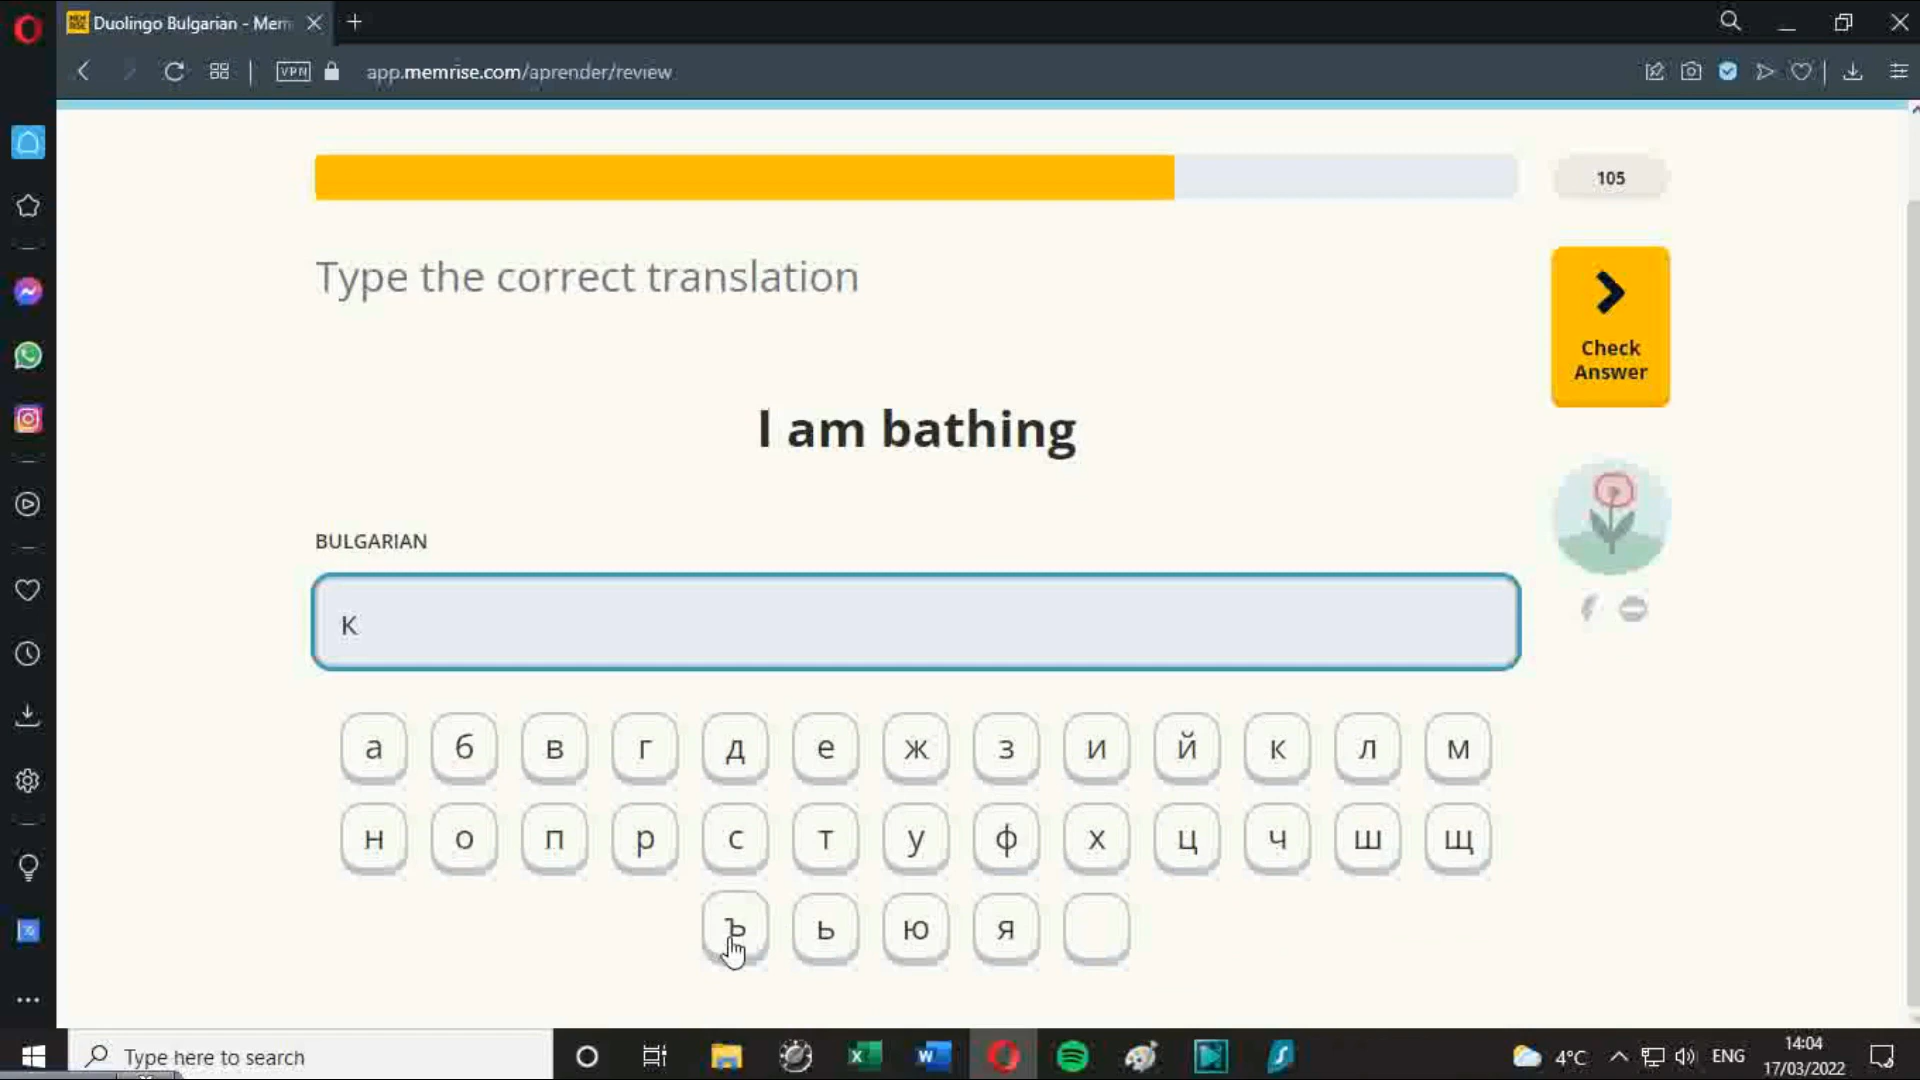 Duolingo Bulgarian - Mem
VPN
app.memrise.com/aprender/review
105
Type the correct translation
Check
Answer
I am bathing
BULGARIAN
к
а б в г д е ж з и й к л м
н о п р с т у ф х ц ч ш щ
ъ ь ю я
Type here to search
4°C
ENG
14:04
17/03/2022